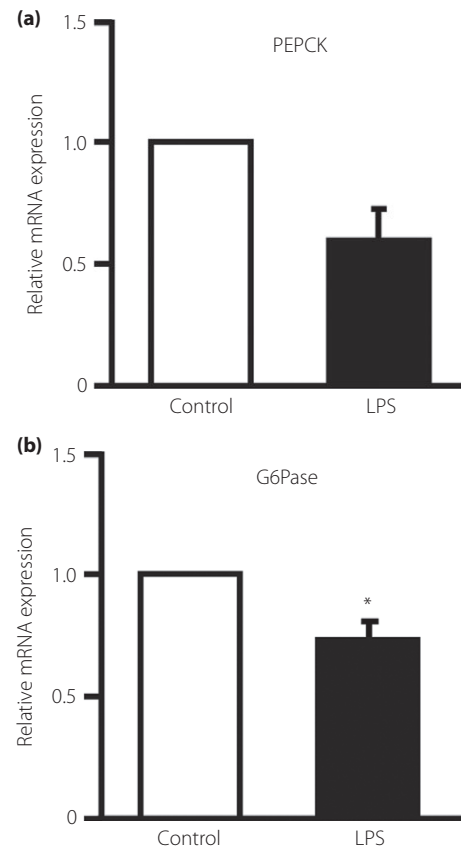 (a)
PEPCK
Relative mRNA expression
1.5
1.0
0.5
0
Control LPS
(b)
G6Pase
Relative mRNA expression
1.5
1.0
0.5
0
*
Control LPS